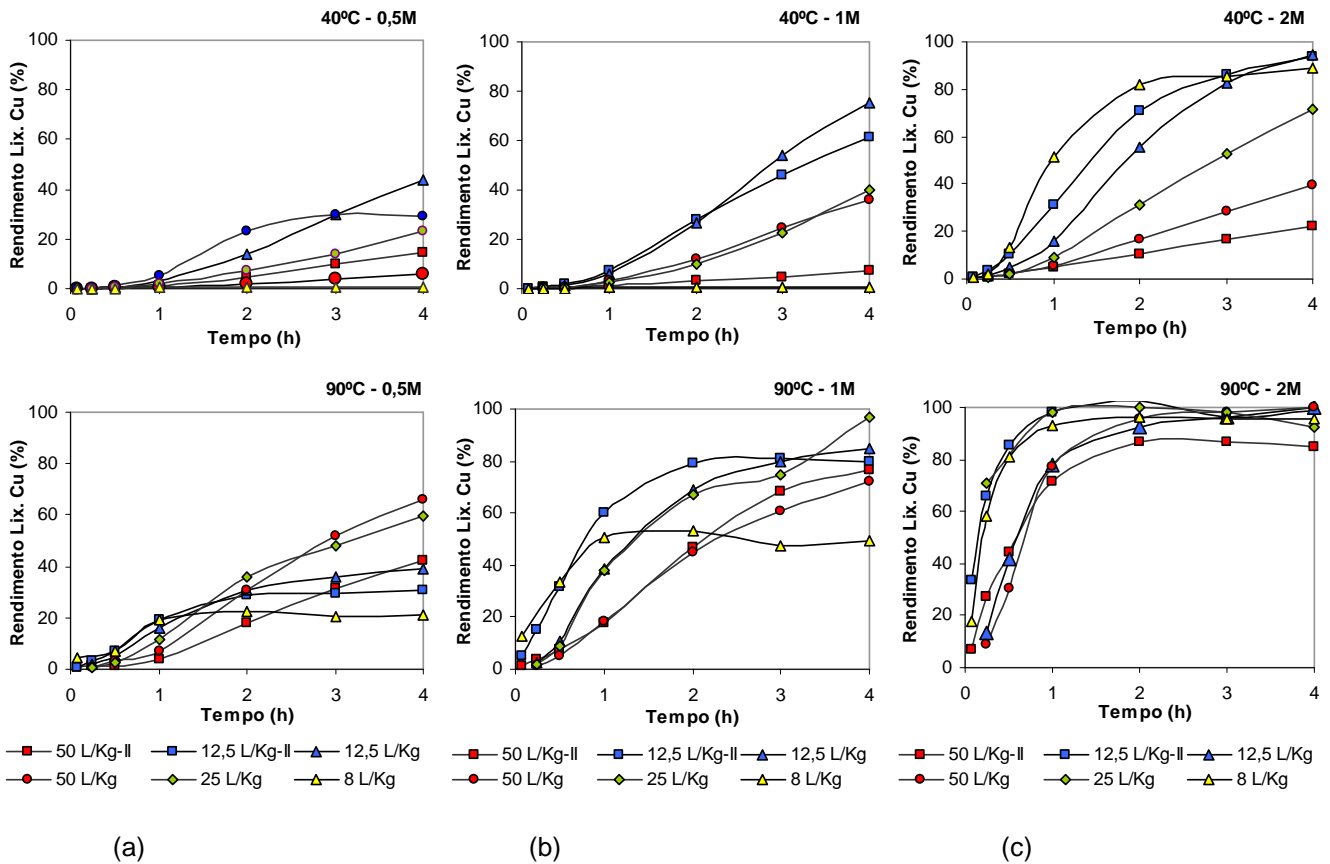 40ºC - 0,5M
Rendimento Lix. Cu (%)
100
80
60
40
20
0
0 1 2 3 4
Tempo (h)
40ºC - 1M
Rendimento Lix. Cu (%)
100
80
60
40
20
0
0 1 2 3 4
Tempo (h)
40ºC - 2M
Rendimento Lix. Cu (%)
100
80
60
40
20
0
0 1 2 3 4
Tempo (h)
90ºC - 0,5M
Rendimento Lix. Cu (%)
100
80
60
40
20
0
0 1 2 3 4
Tempo (h)
90ºC - 1M
Rendimento Lix. Cu (%)
100
80
60
40
20
0
0 1 2 3 4
Tempo (h)
90ºC - 2M
Rendimento Lix. Cu (%)
100
80
60
40
20
0
0 1 2 3 4
Tempo (h)
50 L/Kg-II 12,5 L/Kg-II 12,5 L/Kg
50 L/Kg 25 L/Kg 8 L/Kg
50 L/Kg-II 12,5 L/Kg-II 12,5 L/Kg
50 L/Kg 25 L/Kg 8 L/Kg
50 L/Kg-II 12,5 L/Kg-II 12,5 L/Kg
50 L/Kg 25 L/Kg 8 L/Kg
(a) (b) (c)